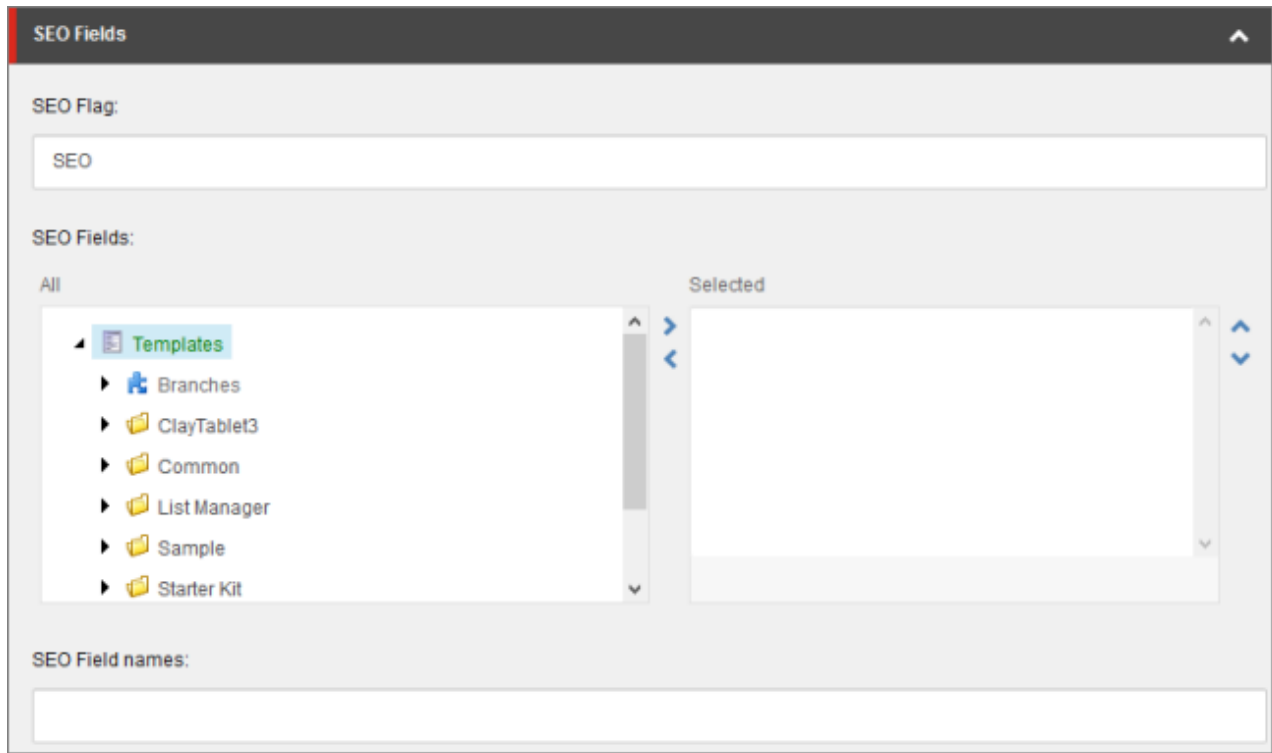 SEO Fields
SEO Flag:
SEO
SEO Fields:
All
Selected
Templates
Branches
ClayTablet3
Common
List Manager
Sample
Starter Kit
SEO Field names: